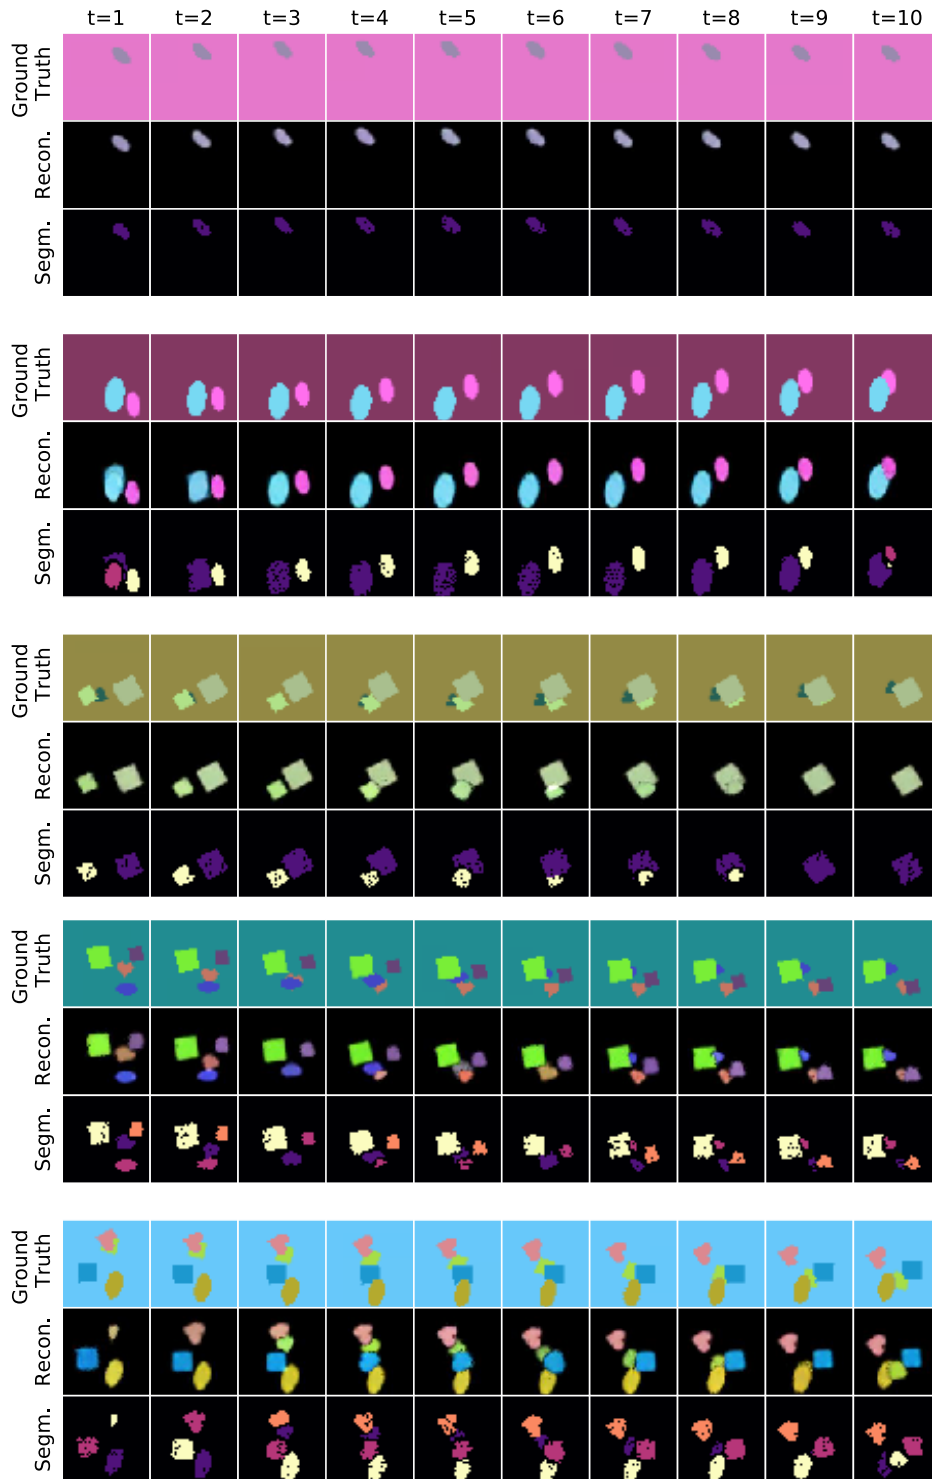 t=1 t=2 t=3 t=4 t=5 t=6 t=7 t=8 t=9 t=10
Ground
Truth
Recon.
Segm.
Ground
Truth
Recon.
Segm.
Ground
Truth
Recon.
Segm.
Ground
Truth
Recon.
Segm.
Ground
Truth
Recon.
Segm.